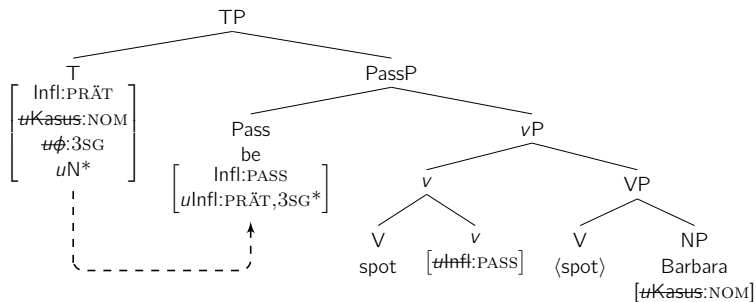 TP
T
Infl:PRÄT
uKasus:NOM
uϕ:3SG
uN*
PassP
Pass
be
Infl:PASS
uInfl:PRÄT,3SG*
vP
v
V
spot
v
[uInfl:PASS]
VP
V
⟨spot⟩
NP
Barbara
[uKasus:NOM]